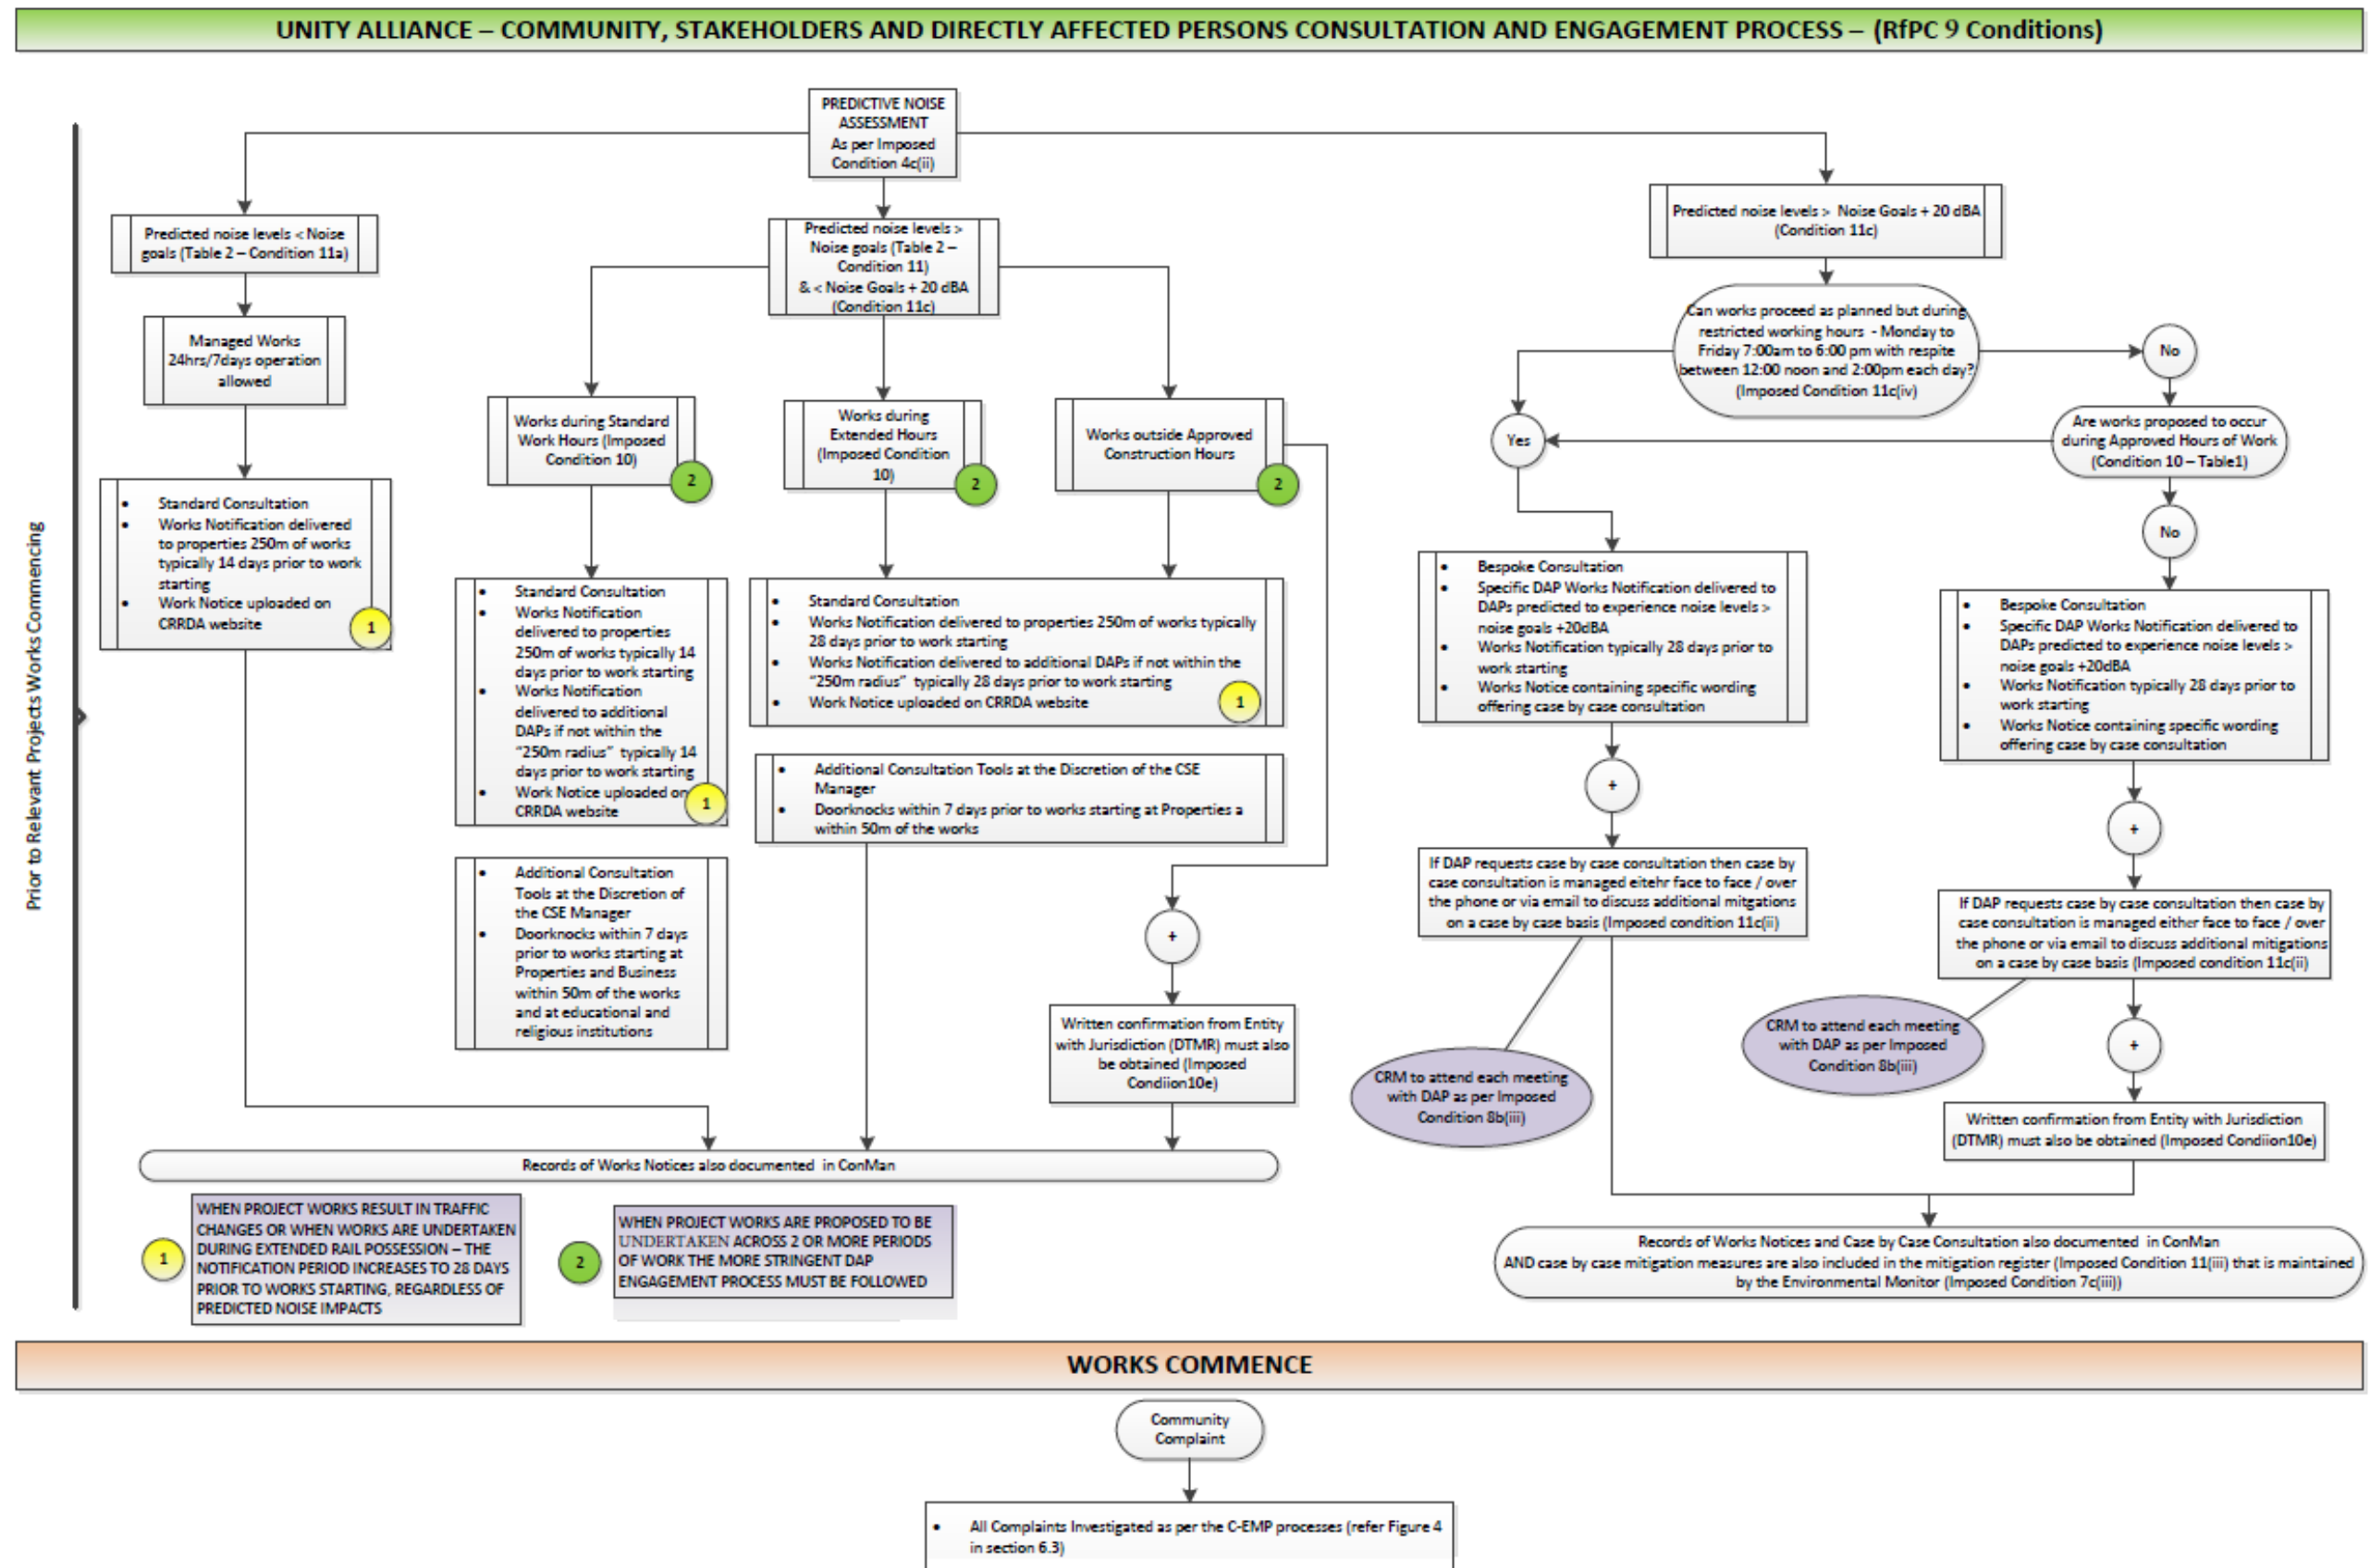 UNITY ALLIANCE – COMMUNITY, STAKEHOLDERS AND DIRECTLY AFFECTED PERSONS CONSULTATION AND ENGAGEMENT PROCESS – (RfPC 9 Conditions)
Prior to Relevant Projects Works Commencing
PREDICTIVE NOISE
ASSESSMENT
As per Imposed
Condition 4c(ii)
Predicted noise levels < Noise
goals (Table 2 – Condition 11a)
Managed Works
24hrs/7days operation
allowed
• Standard Consultation
• Works Notification delivered
to properties 250m of works
typically 14 days prior to work
starting
• Work Notice uploaded on
CRRDA website
1
Predicted noise levels >
Noise goals (Table 2 –
Condition 11)
& < Noise Goals + 20 dBA
(Condition 11c)
Works during Standard
Work Hours (Imposed
Condition 10)
2
Works during
Extended Hours
(Imposed Condition
10)
2
Works outside Approved
Construction Hours
2
• Standard Consultation
• Works Notification
delivered to properties
250m of works typically 14
days prior to work starting
• Works Notification
delivered to additional
DAPs if not within the
"250m radius" typically 14
days prior to work starting
• Work Notice uploaded on
CRRDA website
1
• Additional Consultation
Tools at the Discretion of
the CSE Manager
• Doorknocks within 7 days
prior to works starting at
Properties and Business
within 50m of the works
and at educational and
religious institutions
• Standard Consultation
• Works Notification delivered to properties 250m of works typically
28 days prior to work starting
• Works Notification delivered to additional DAPs if not within the
"250m radius" typically 28 days prior to work starting
• Work Notice uploaded on CRRDA website
1
• Additional Consultation Tools at the Discretion of the CSE
Manager
• Doorknocks within 7 days prior to works starting at Properties a
within 50m of the works
+
Written confirmation from Entity
with Jurisdiction (DTMR) must also
be obtained (Imposed
Condiion10e)
Records of Works Notices also documented in ConMan
Predicted noise levels > Noise Goals + 20 dBA
(Condition 11c)
Can works proceed as planned but during
restricted working hours - Monday to
Friday 7:00am to 6:00 pm with respite
between 12:00 noon and 2:00pm each day?
(Imposed Condition 11c(iv)
No
Are works proposed to occur
during Approved Hours of Work
(Condition 10 – Table1)
Yes
No
• Bespoke Consultation
• Specific DAP Works Notification delivered to
DAPs predicted to experience noise levels >
noise goals +20dBA
• Works Notification typically 28 days prior to
work starting
• Works Notice containing specific wording
offering case by case consultation
+
If DAP requests case by case consultation then case by
case consultation is managed eitehr face to face / over
the phone or via email to discuss additional mitgations
on a case by case basis (Imposed condition 11c(ii)
CRM to attend each meeting
with DAP as per Imposed
Condition 8b(iii)
• Bespoke Consultation
• Specific DAP Works Notification delivered to
DAPs predicted to experience noise levels >
noise goals +20dBA
• Works Notification typically 28 days prior to
work starting
• Works Notice containing specific wording
offering case by case consultation
+
If DAP requests case by case consultation then case by
case consultation is managed either face to face / over
the phone or via email to discuss additional mitigations
on a case by case basis (Imposed condition 11c(ii)
CRM to attend each meeting
with DAP as per Imposed
Condition 8b(iii)
+
Written confirmation from Entity with Jurisdiction
(DTMR) must also be obtained (Imposed Condiion10e)
Records of Works Notices and Case by Case Consultation also documented in ConMan
AND case by case mitigation measures are also included in the mitigation register (Imposed Condition 11(iii) that is maintained
by the Environmental Monitor (Imposed Condition 7c(iii))
1
WHEN PROJECT WORKS RESULT IN TRAFFIC
CHANGES OR WHEN WORKS ARE UNDERTAKEN
DURING EXTENDED RAIL POSSESSION – THE
NOTIFICATION PERIOD INCREASES TO 28 DAYS
PRIOR TO WORKS STARTING, REGARDLESS OF
PREDICTED NOISE IMPACTS
2
WHEN PROJECT WORKS ARE PROPOSED TO BE
UNDERTAKEN ACROSS 2 OR MORE PERIODS
OF WORK THE MORE STRINGENT DAP
ENGAGEMENT PROCESS MUST BE FOLLOWED
WORKS COMMENCE
Community
Complaint
• All Complaints Investigated as per the C-EMP processes (refer Figure 4
in section 6.3)